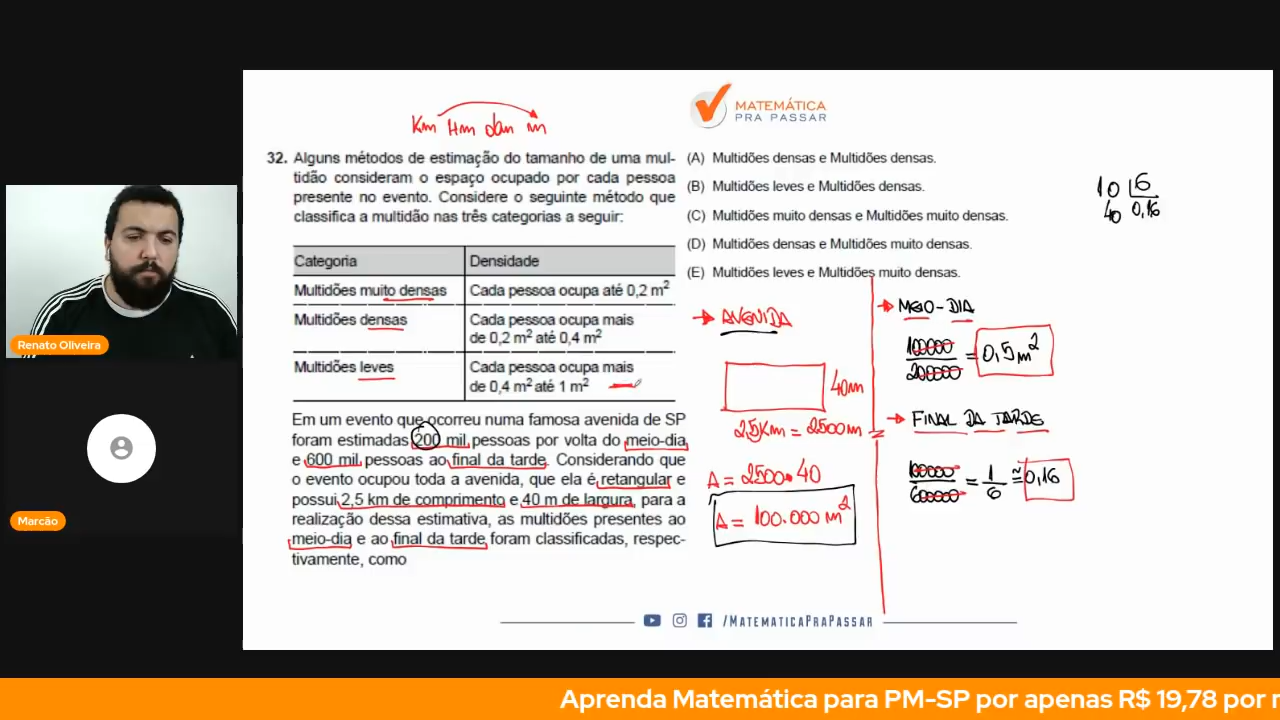 Km Hm dam m
MATEMÁTICA
PRA PASSAR
32. Alguns métodos de estimação do tamanho de uma mul-
tidão consideram o espaço ocupado por cada pessoa
presente no evento. Considere o seguinte método que
classifica a multidão nas três categorias a seguir:
Categoria Densidade
Multidões muito densas Cada pessoa ocupa até 0,2 m²
Multidões densas Cada pessoa ocupa mais
de 0,2 m² até 0,4 m²
Multidões leves Cada pessoa ocupa mais
de 0,4 m² até 1 m²
Em um evento que ocorreu numa famosa avenida de SP
foram estimadas 200 mil pessoas por volta do meio-dia
e 600 mil pessoas ao final da tarde. Considerando que
o evento ocupou toda a avenida, que ela é retangular e
possui 2,5 km de comprimento e 40 m de largura, para a
realização dessa estimativa, as multidões presentes ao
meio-dia e ao final da tarde foram classificadas, respec-
tivamente, como
(A) Multidões densas e Multidões densas.
(B) Multidões leves e Multidões densas.
(C) Multidões muito densas e Multidões muito densas.
(D) Multidões densas e Multidões muito densas.
(E) Multidões leves e Multidões muito densas.
10 6
40 0,16
AVENIDA
40m
2,5Km = 2500m
A = 2500•40
A = 100.000 m²
MEIO-DIA
100000
200000
= 0,5 m²
FINAL DA TARDE
100000
600000
= 1/6 ≅ 0,16
Renato Oliveira
Marcão
/MATEMATICAPRAPASSAR
Aprenda Matemática para PM-SP por apenas R$ 19,78 por